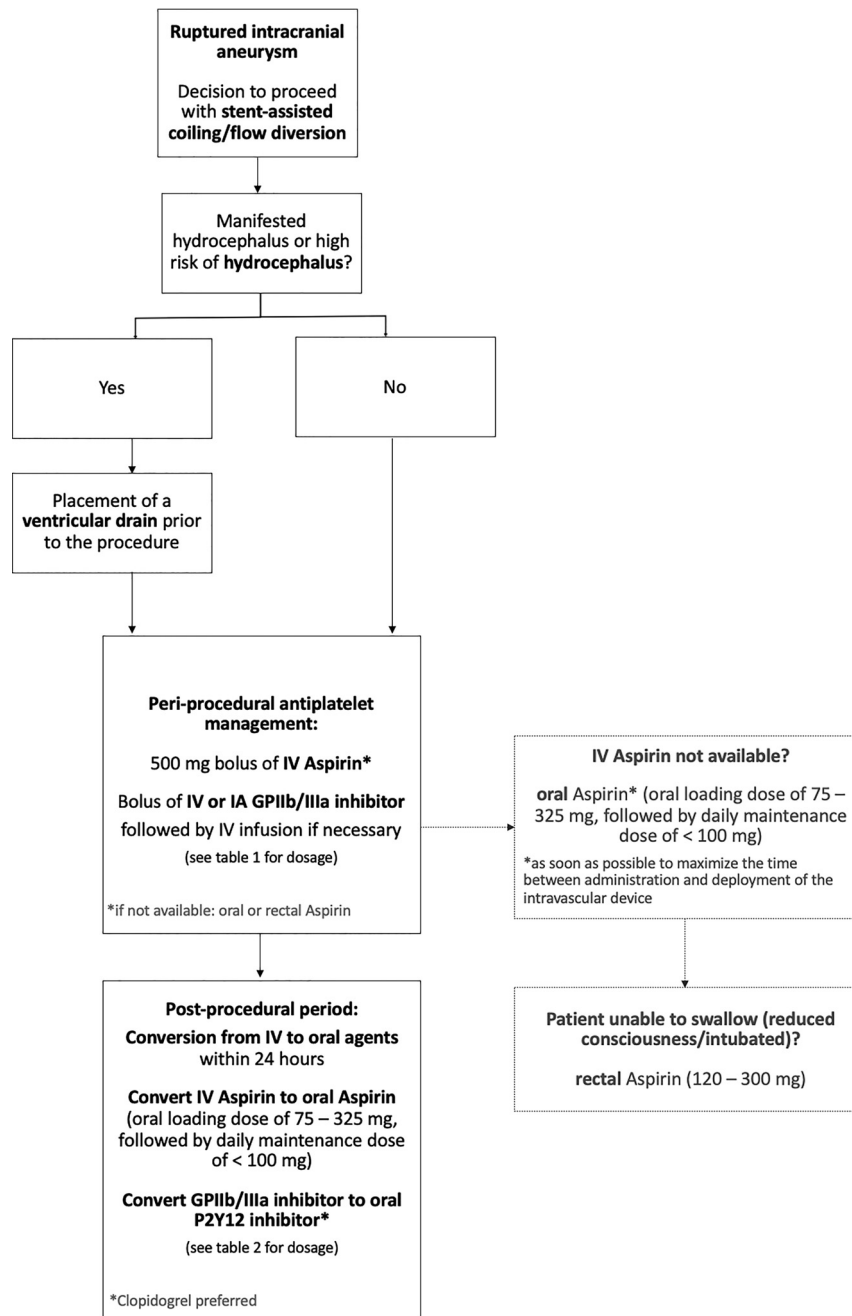 Ruptured intracranial
aneurysm
Decision to proceed
with stent-assisted
coiling/flow diversion
Manifested
hydrocephalus or high
risk of hydrocephalus?
Yes
No
Placement of a
ventricular drain prior
to the procedure
Peri-procedural antiplatelet
management:
500 mg bolus of IV Aspirin*
Bolus of IV or IA GPIIb/IIIa inhibitor
followed by IV infusion if necessary
(see table 1 for dosage)
*if not available: oral or rectal Aspirin
IV Aspirin not available?
oral Aspirin* (oral loading dose of 75 –
325 mg, followed by daily maintenance
dose of < 100 mg)
*as soon as possible to maximize the time
between administration and deployment of the
intravascular device
Patient unable to swallow (reduced
consciousness/intubated)?
rectal Aspirin (120 – 300 mg)
Post-procedural period:
Conversion from IV to oral agents
within 24 hours
Convert IV Aspirin to oral Aspirin
(oral loading dose of 75 – 325 mg,
followed by daily maintenance dose
of < 100 mg)
Convert GPIIb/IIIa inhibitor to oral
P2Y12 inhibitor*
(see table 2 for dosage)
*Clopidogrel preferred